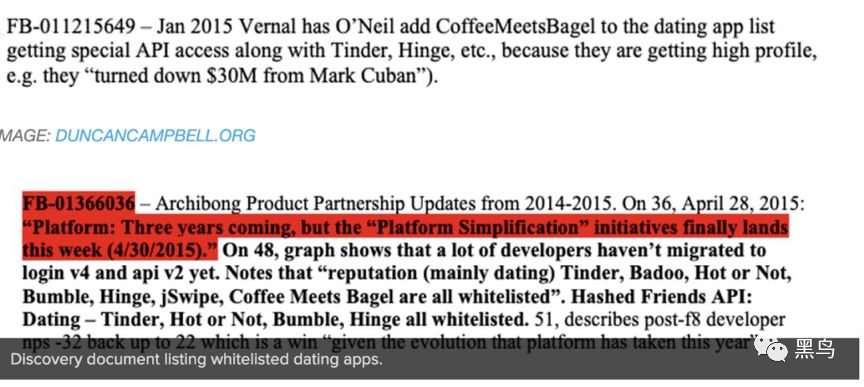 FB-011215649 – Jan 2015 Vernal has O’Neil add CoffeeMeetsBagel to the dating app list
getting special API access along with Tinder, Hinge, etc., because they are getting high profile,
e.g. they “turned down $30M from Mark Cuban”).
MAGE: DUNCANCAMPBELL.ORG
FB-01366036 – Archibong Product Partnership Updates from 2014-2015. On 36, April 28, 2015:
“Platform: Three years coming, but the “Platform Simplification” initiatives finally lands
this week (4/30/2015).” On 48, graph shows that a lot of developers haven’t migrated to
login v4 and api v2 yet. Notes that “reputation (mainly dating) Tinder, Badoo, Hot or Not,
Bumble, Hinge, jSwipe, Coffee Meets Bagel are all whitelisted”. Hashed Friends API:
Dating – Tinder, Hot or Not, Bumble, Hinge all whitelisted. 51, describes post-f8 developer
nps -32 back up to 22 which is a win “given the evolution that platform has taken this year”
Discovery document listing whitelisted dating apps.
黑鸟